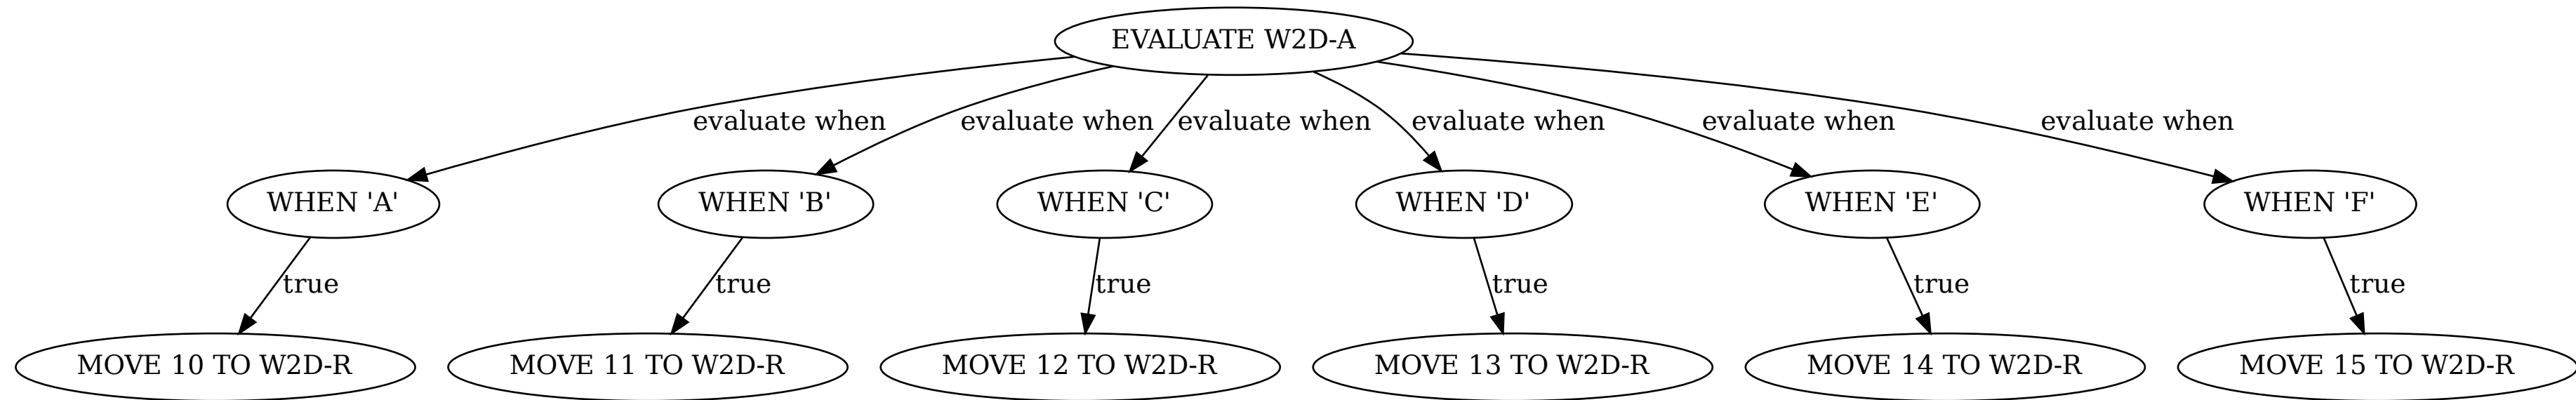 EVALUATE W2D-A
evaluate when
evaluate when
evaluate when
evaluate when
evaluate when
evaluate when
WHEN 'A'
WHEN 'B'
WHEN 'C'
WHEN 'D'
WHEN 'E'
WHEN 'F'
true
true
true
true
true
true
MOVE 10 TO W2D-R
MOVE 11 TO W2D-R
MOVE 12 TO W2D-R
MOVE 13 TO W2D-R
MOVE 14 TO W2D-R
MOVE 15 TO W2D-R